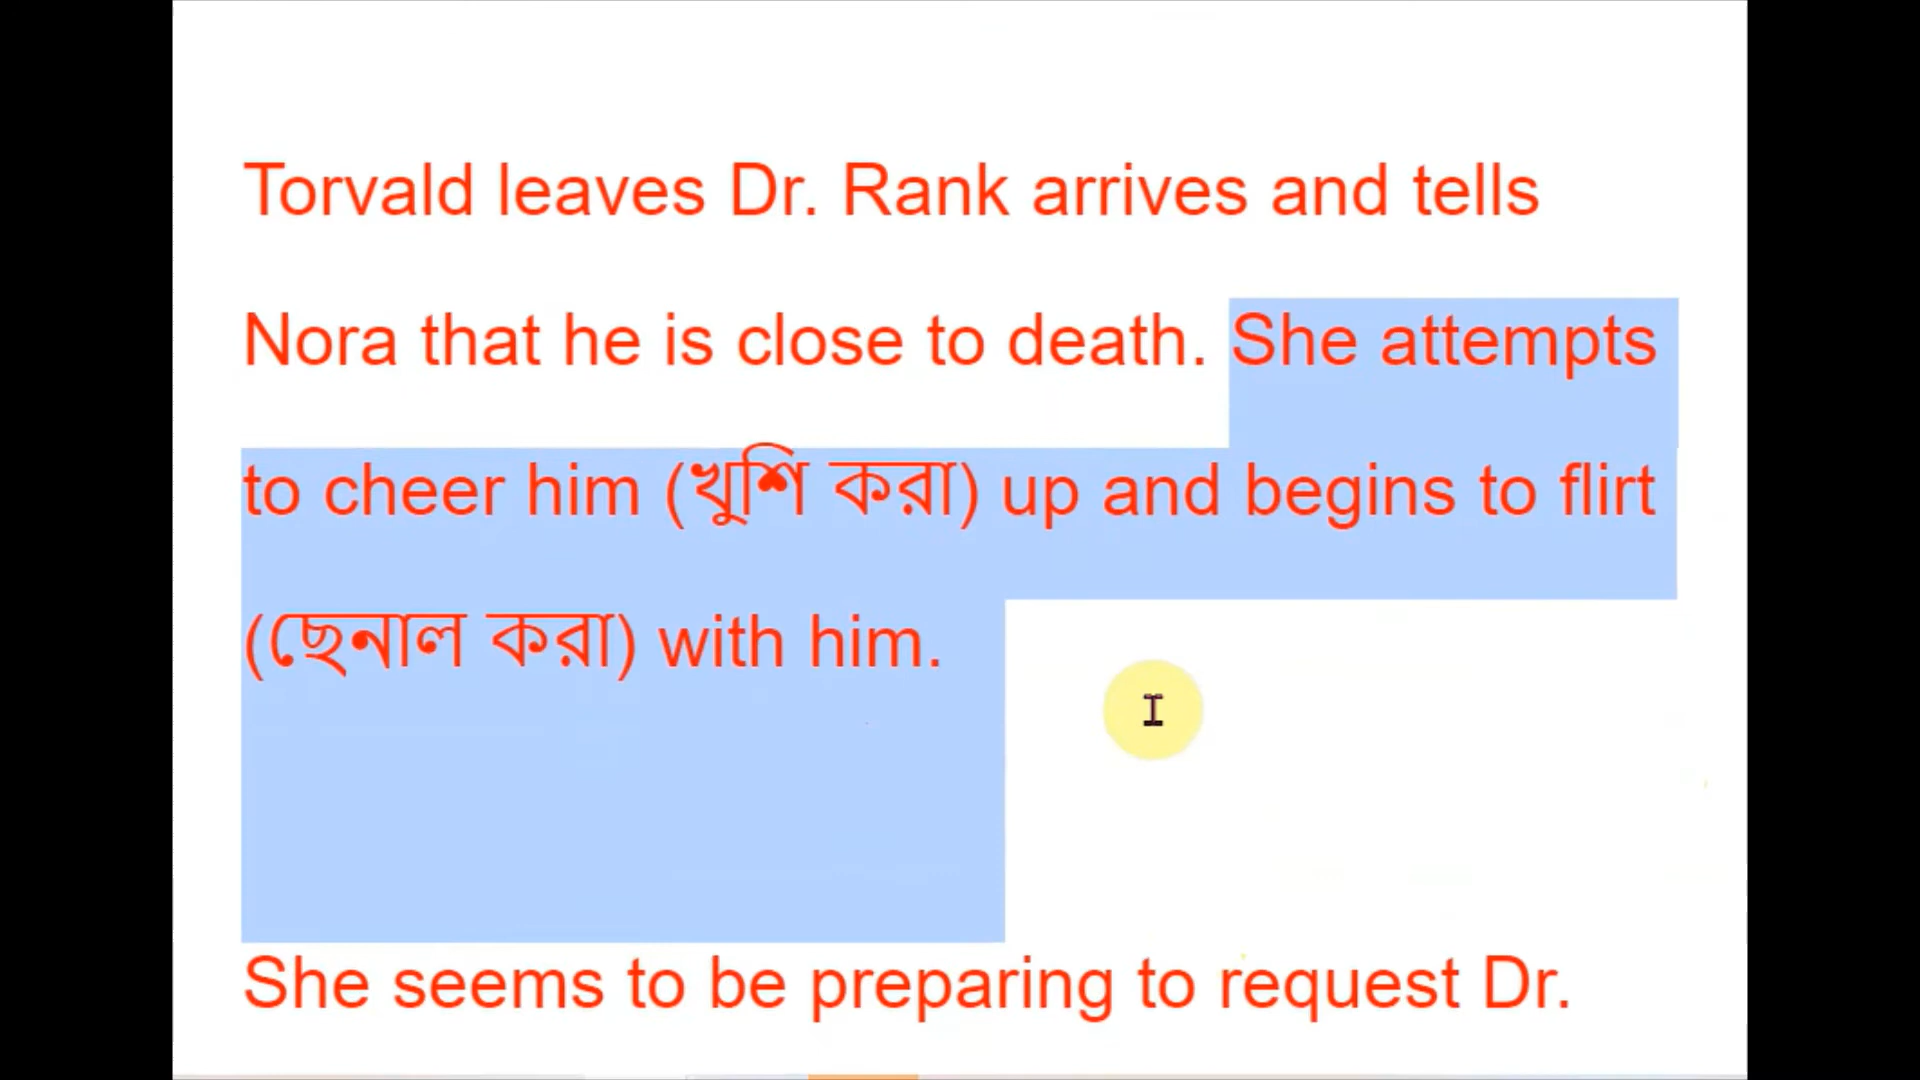 Torvald leaves Dr. Rank arrives and tells
Nora that he is close to death. She attempts
to cheer him (খুশি করা) up and begins to flirt
(ছেনাল করা) with him.
She seems to be preparing to request Dr.